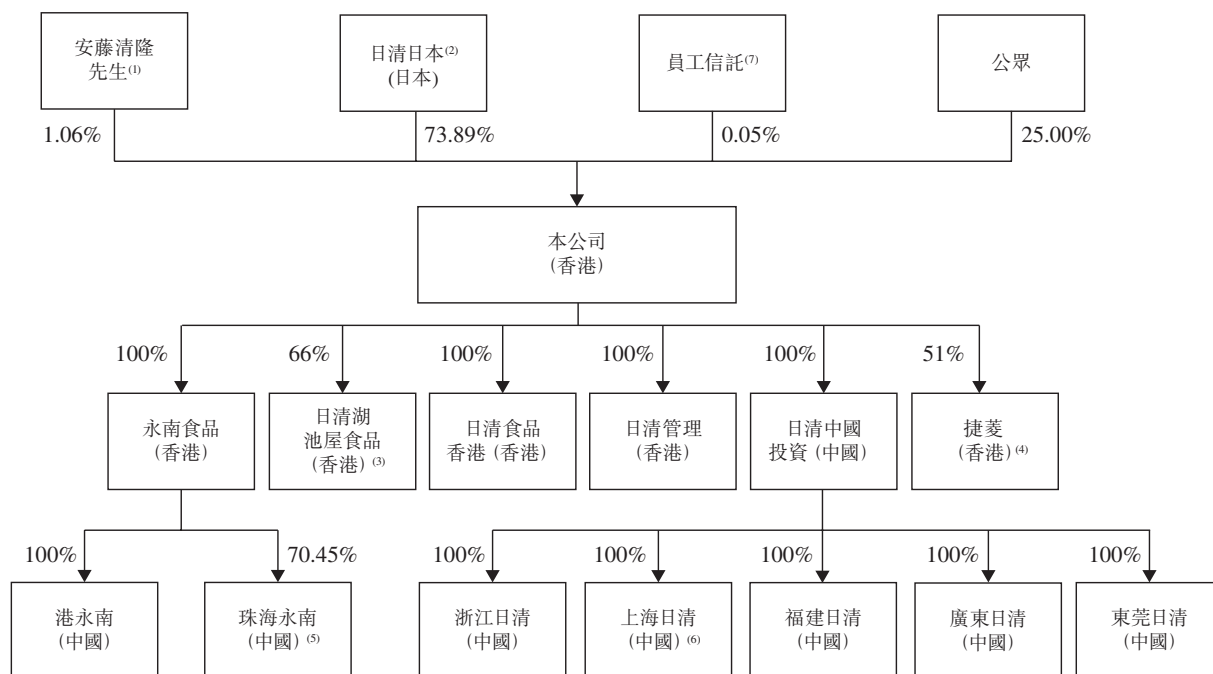 安藤清隆
先生(1)
日清日本(2)
(日本)
員工信託(7)
公眾
1.06%
73.89%
0.05%
25.00%
本公司
(香港)
100%
66%
100%
100%
100%
51%
永南食品
(香港)
日清湖
池屋食品
(香港)(3)
日清食品
香港(香港)
日清管理
(香港)
日清中國
投資(中國)
捷菱
(香港)(4)
100%
70.45%
100%
100%
100%
100%
100%
港永南
(中國)
珠海永南
(中國)(5)
浙江日清
(中國)
上海日清
(中國)(6)
福建日清
(中國)
廣東日清
(中國)
東莞日清
(中國)